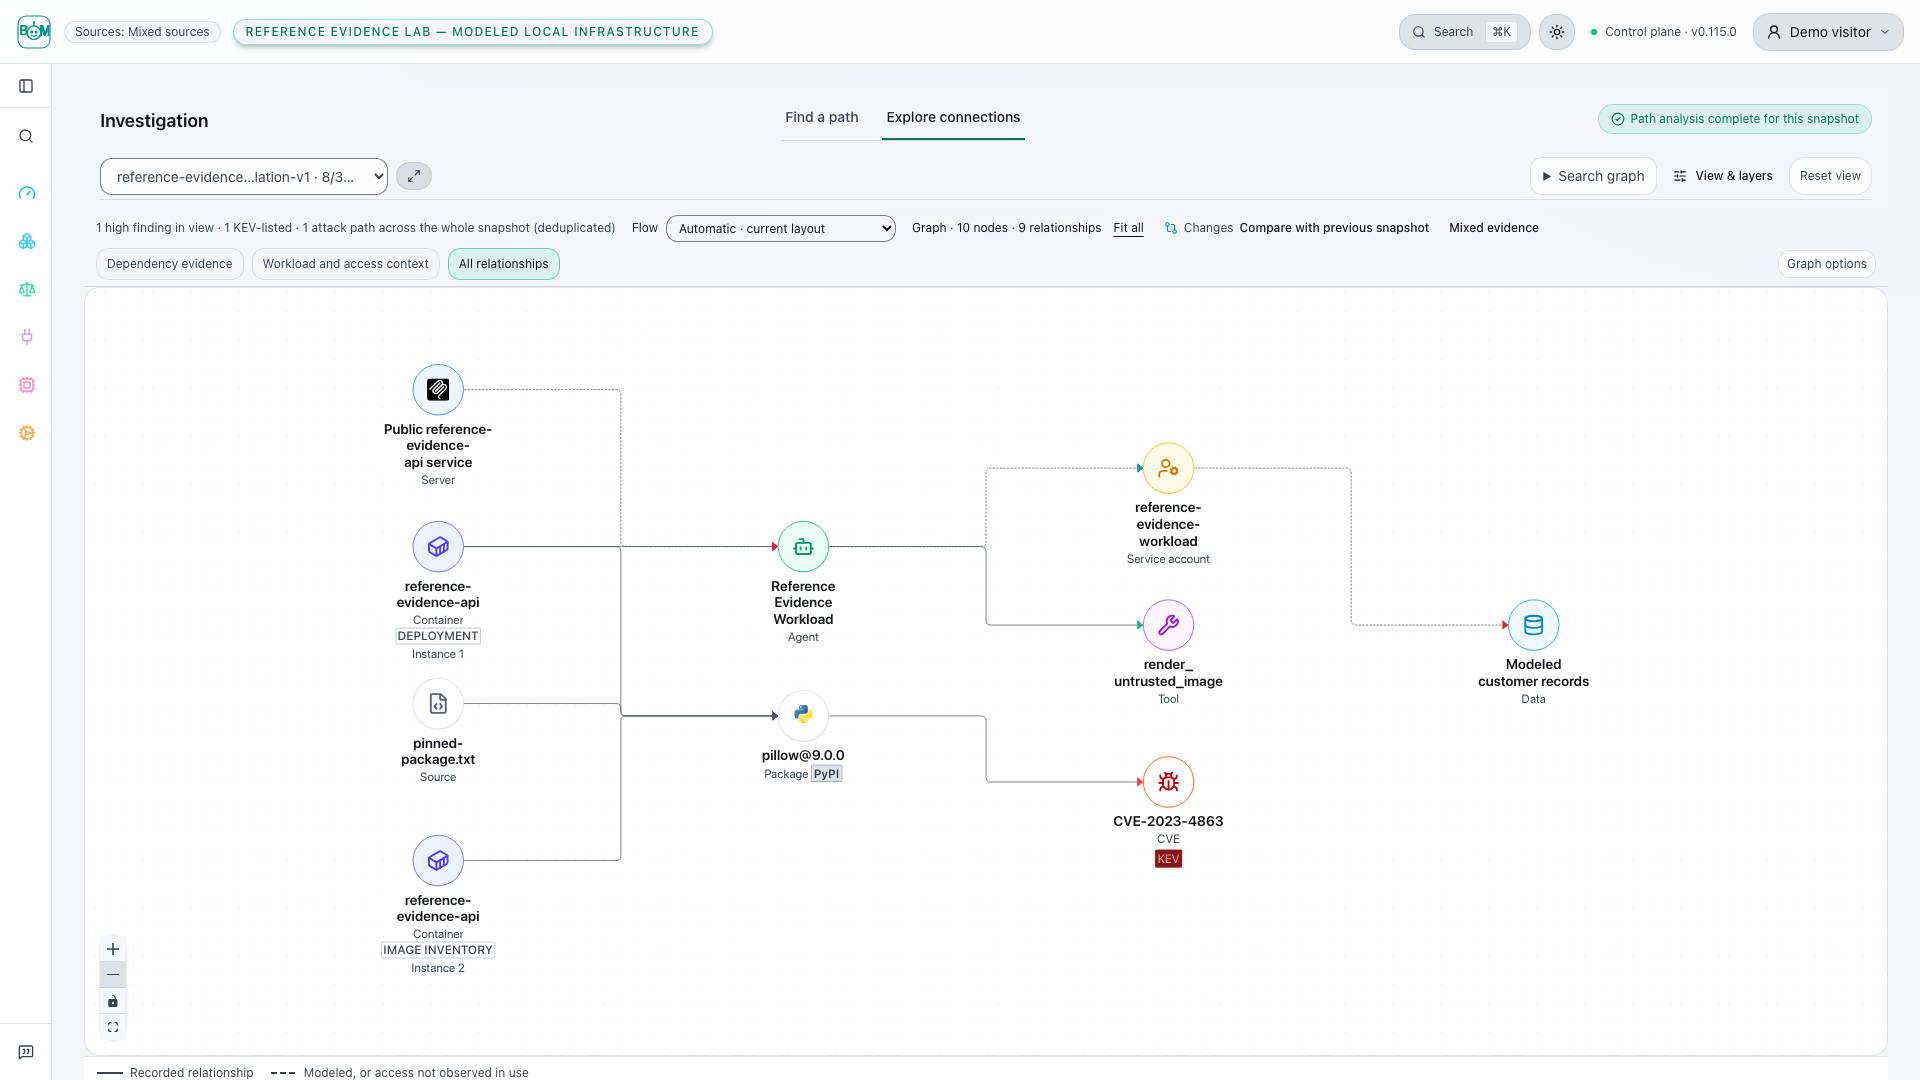 BOM
Sources: Mixed sources
REFERENCE EVIDENCE LAB — MODELED LOCAL INFRASTRUCTURE
Search ⌘K
Control plane · v0.115.0
Demo visitor
Investigation
Find a path
Explore connections
Path analysis complete for this snapshot
reference-evidence...lation-v1 · 8/3...
Search graph
View & layers
Reset view
1 high finding in view · 1 KEV-listed · 1 attack path across the whole snapshot (deduplicated)
Flow
Automatic · current layout
Graph · 10 nodes · 9 relationships
Fit all
Changes
Compare with previous snapshot
Mixed evidence
Dependency evidence
Workload and access context
All relationships
Graph options
Public reference-
evidence-
api service
Server
reference-
evidence-api
Container
DEPLOYMENT
Instance 1
pinned-
package.txt
Source
reference-
evidence-api
Container
IMAGE INVENTORY
Instance 2
Reference
Evidence
Workload
Agent
pillow@9.0.0
Package PyPI
reference-
evidence-
workload
Service account
render_
untrusted_image
Tool
CVE-2023-4863
CVE
KEV
Modeled
customer records
Data
Recorded relationship
Modeled, or access not observed in use